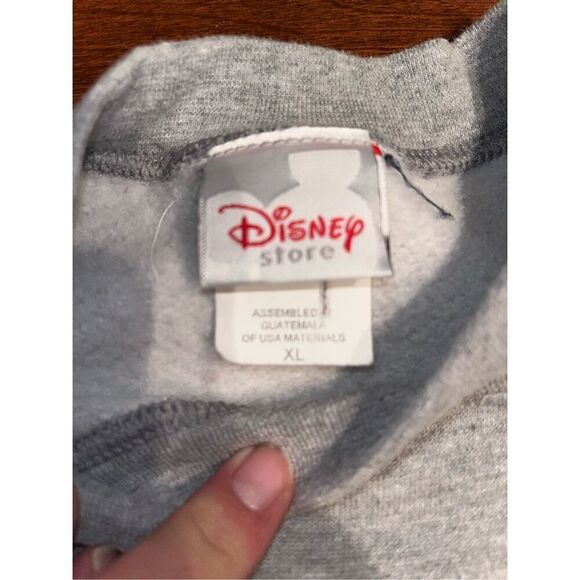 Disney
store
ASSEMBLED IN
GUATEMALA
OF USA MATERIALS
XL